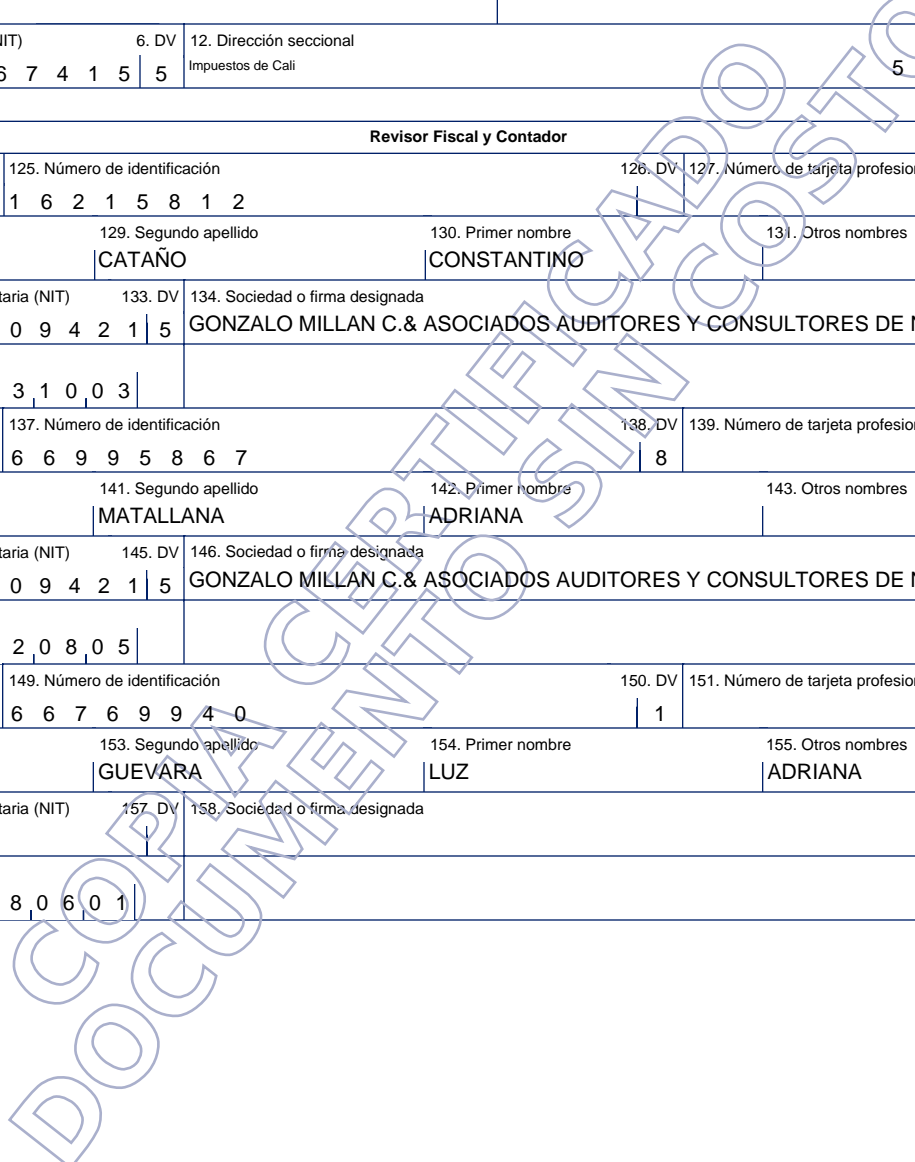 NIT) 6. DV 12. Dirección seccional
6 7 4 1 5 5 Impuestos de Cali 5
Revisor Fiscal y Contador
125. Número de identificación 126. DV 127. Número de tarjeta profesion
1 6 2 1 5 8 1 2
129. Segundo apellido 130. Primer nombre 131. Otros nombres
CATAÑO CONSTANTINO
taria (NIT) 133. DV 134. Sociedad o firma designada
0 9 4 2 1 5 GONZALO MILLAN C.& ASOCIADOS AUDITORES Y CONSULTORES DE N
3 1 0 0 3
137. Número de identificación 138. DV 139. Número de tarjeta profesion
6 6 9 9 5 8 6 7 8
141. Segundo apellido 142. Primer nombre 143. Otros nombres
MATALLANA ADRIANA
taria (NIT) 145. DV 146. Sociedad o firma designada
0 9 4 2 1 5 GONZALO MILLAN C.& ASOCIADOS AUDITORES Y CONSULTORES DE N
2 0 8 0 5
149. Número de identificación 150. DV 151. Número de tarjeta profesion
6 6 7 6 9 9 4 0 1
153. Segundo apellido 154. Primer nombre 155. Otros nombres
GUEVARA LUZ ADRIANA
taria (NIT) 157. DV 158. Sociedad o firma designada
8 0 6 0 1
COPIA CERTIFICADO
DOCUMENTO SIN COSTO